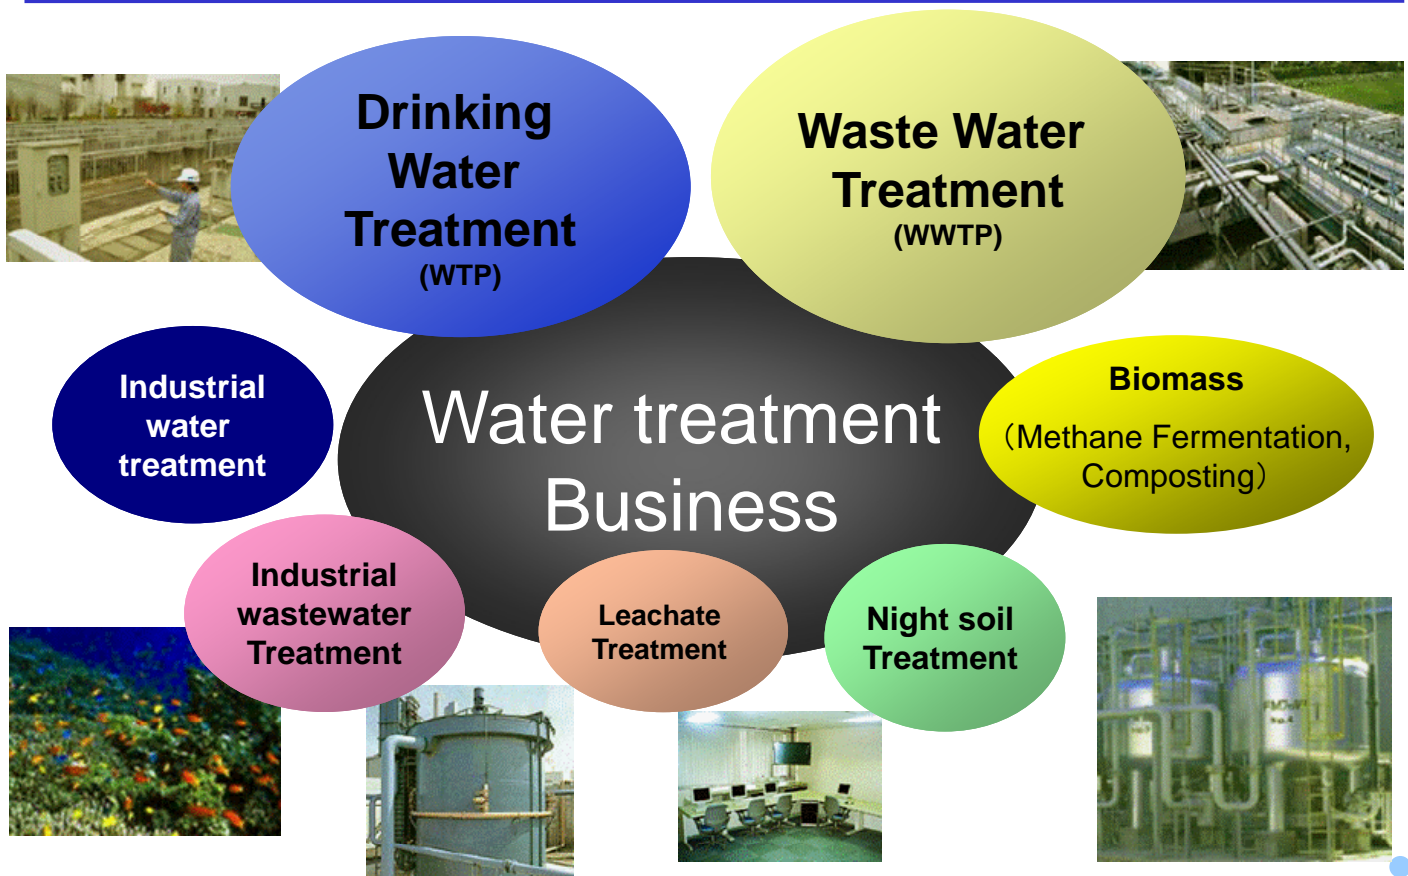 Drinking
Water
Treatment
(WTP)
Waste Water
Treatment
(WWTP)
Industrial
water
treatment
Water treatment
Business
Biomass
（Methane Fermentation,
Composting）
Industrial
wastewater
Treatment
Leachate
Treatment
Night soil
Treatment